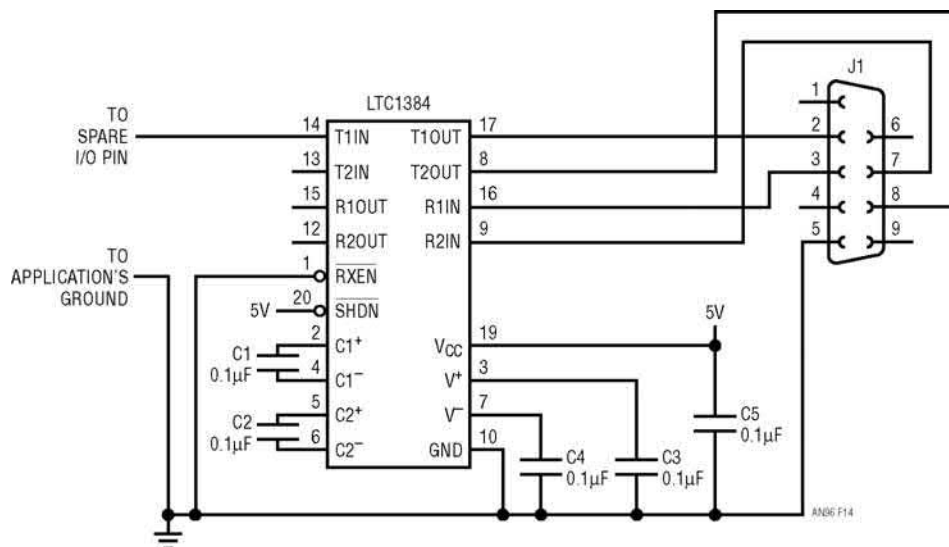 J1
LTC1384
1
TO
SPARE
I/O PIN
14 T1IN T1OUT 17 2 6
13 T2IN T2OUT 8 3 7
15 R1OUT R1IN 16 4 8
12 R2OUT R2IN 9 5 9
TO
APPLICATION'S
GROUND
1 RXEN
5V 20 SHDN 5V
2 C1+ VCC 19
C1
0.1µF
4 C1− V+ 3
5 C2+ V− 7
C2
0.1µF
6 C2− GND 10
C4
0.1µF
C3
0.1µF
C5
0.1µF
AN96 F14